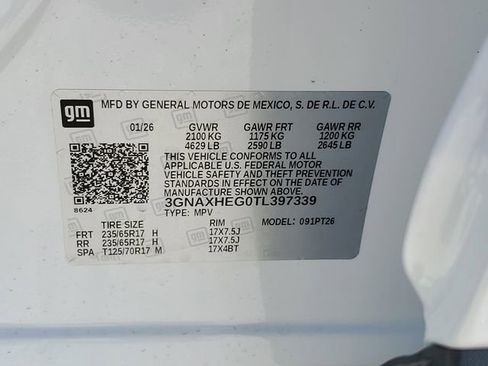 gm
MFD BY GENERAL MOTORS DE MEXICO, S. DE R.L. DE C.V.
01/26 GVWR GAWR FRT GAWR RR
2100 KG 1175 KG 1200 KG
4629 LB 2590 LB 2645 LB
THIS VEHICLE CONFORMS TO ALL
APPLICABLE U.S. FEDERAL MOTOR
VEHICLE SAFETY AND THEFT PREVENTION
STANDARDS IN EFFECT ON THE DATE OF
MANUFACTURE SHOWN ABOVE.
8624 3GNAXHEG0TL397339
TYPE: MPV MODEL: 091PT26
TIRE SIZE RIM
FRT 235/65R17 H 17X7.5J
RR 235/65R17 H 17X7.5J
SPA T125/70R17 M 17X4BT